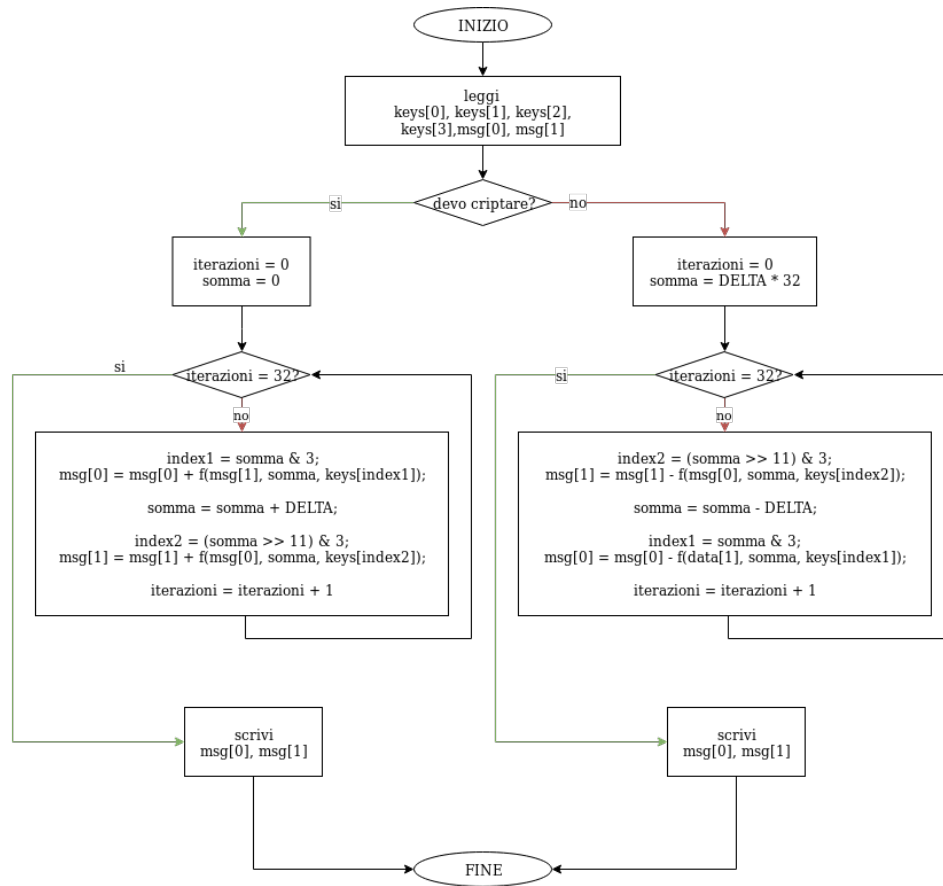 INIZIO
leggi
keys[0], keys[1], keys[2],
keys[3],msg[0], msg[1]
devo criptare?
si
no
iterazioni = 0
somma = 0
iterazioni = 32?
si
no
index1 = somma & 3;
msg[0] = msg[0] + f(msg[1], somma, keys[index1]);
somma = somma + DELTA;
index2 = (somma >> 11) & 3;
msg[1] = msg[1] + f(msg[0], somma, keys[index2]);
iterazioni = iterazioni + 1
scrivi
msg[0], msg[1]
iterazioni = 0
somma = DELTA * 32
iterazioni = 32?
si
no
index2 = (somma >> 11) & 3;
msg[1] = msg[1] - f(msg[0], somma, keys[index2]);
somma = somma - DELTA;
index1 = somma & 3;
msg[0] = msg[0] - f(data[1], somma, keys[index1]);
iterazioni = iterazioni + 1
scrivi
msg[0], msg[1]
FINE